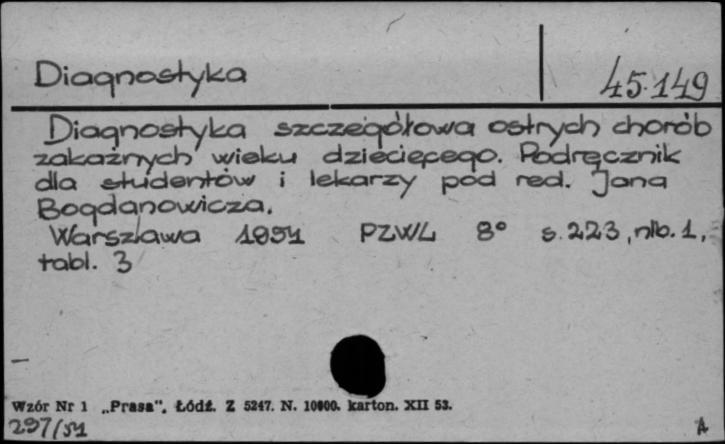 Diagnostyka 45.149
Diagnostyka szczegółowa ostrych chorób
zakaźnych wieku dziecięcego. Podręcznik
dla studentów i lekarzy pod red. Jana
Bogdanowicza.
Warszawa 1951 PZWL 8° s. 223, nlb. 1,
tabl. 3
Wzór Nr 1 „Prasa". Łódź. Z 5247. N. 10000. karton. XII 53.
297/51 A